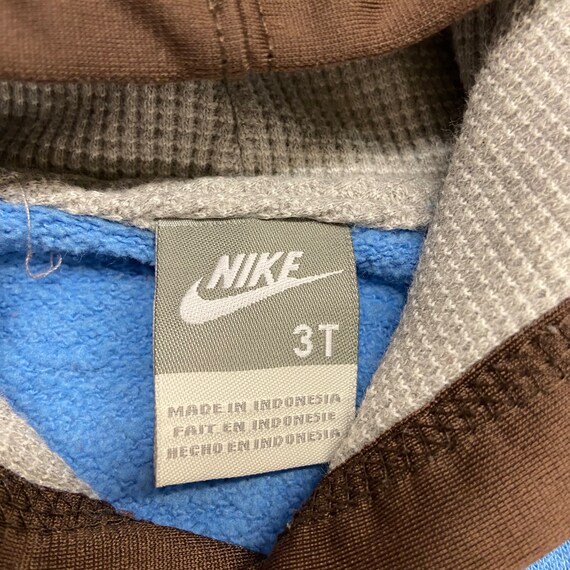 NIKE
3T
MADE IN INDONESIA
FAIT EN INDONESIE
HECHO EN INDONESIA